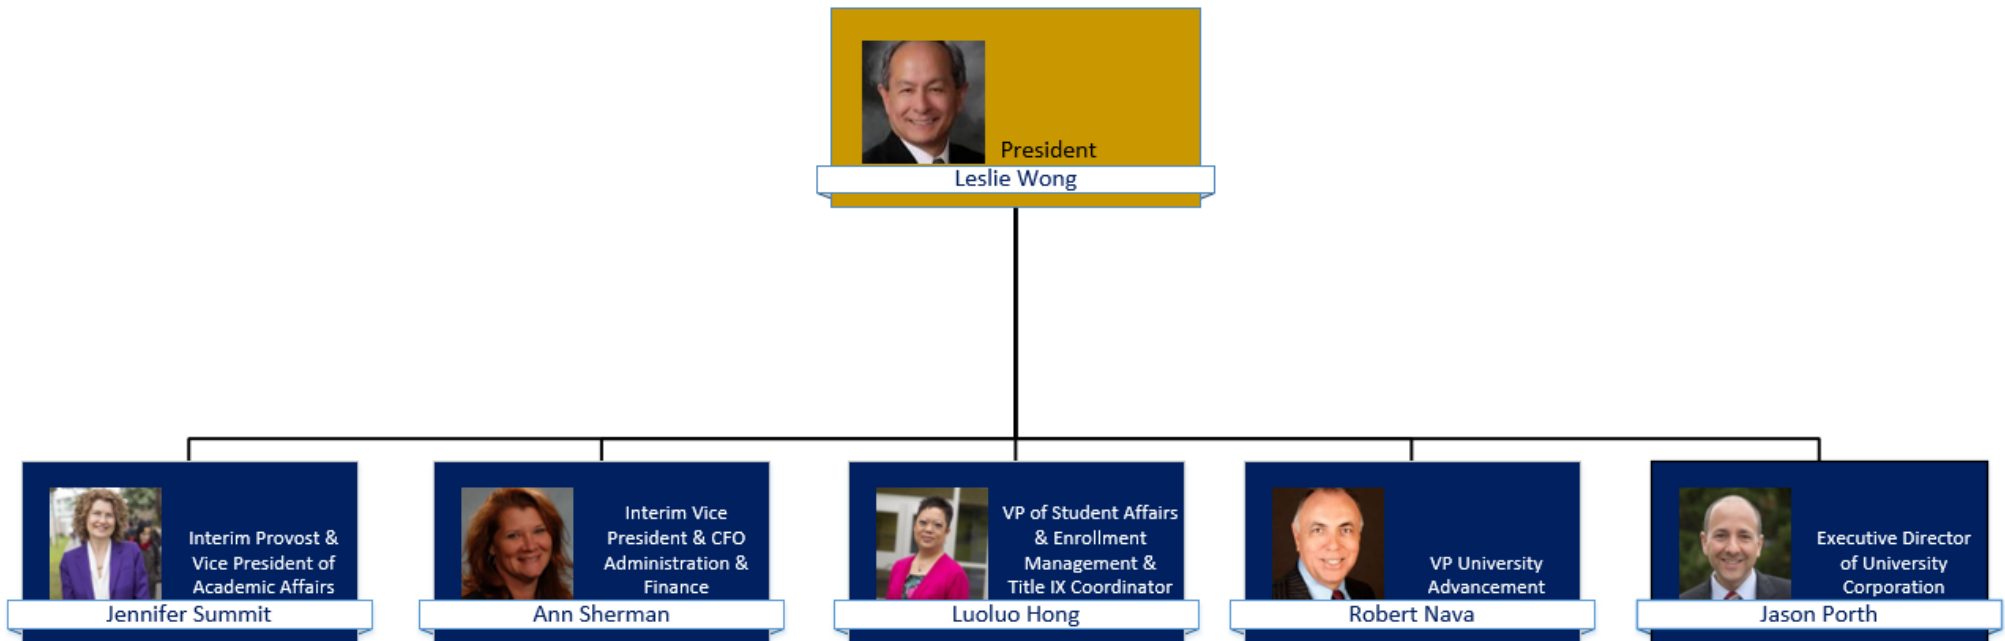 President
Leslie Wong
Interim Provost &
Vice President of
Academic Affairs
Jennifer Summit
Interim Vice
President & CFO
Administration &
Finance
Ann Sherman
VP of Student Affairs
& Enrollment
Management &
Title IX Coordinator
Luoluo Hong
VP University
Advancement
Robert Nava
Executive Director
of University
Corporation
Jason Porth